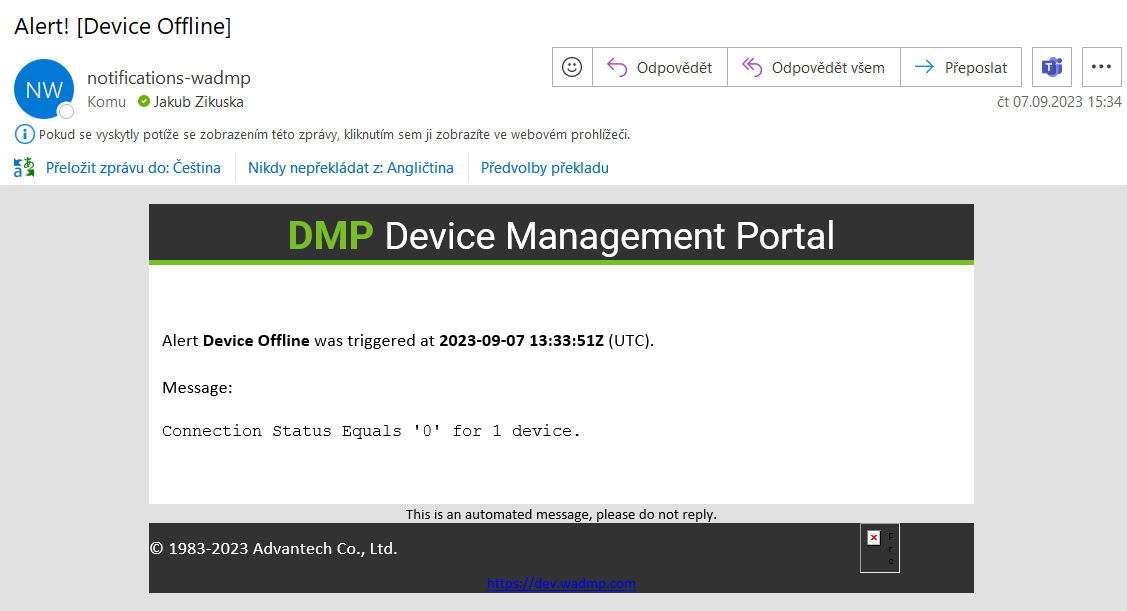 Alert! [Device Offline]
NW
notifications-wadmp
Odpovědět
Odpovědět všem
Přeposlat
Komu Jakub Zikuska
čt 07.09.2023 15:34
Pokud se vyskytly potíže se zobrazením této zprávy, kliknutím sem ji zobrazíte ve webovém prohlížeči.
Přeložit zprávu do: Čeština
Nikdy nepřekládat z: Angličtina
Předvolby překladu
DMP Device Management Portal
Alert Device Offline was triggered at 2023-09-07 13:33:51Z (UTC).
Message:
Connection Status Equals '0' for 1 device.
This is an automated message, please do not reply.
© 1983-2023 Advantech Co., Ltd.
https://dev.wadmp.com